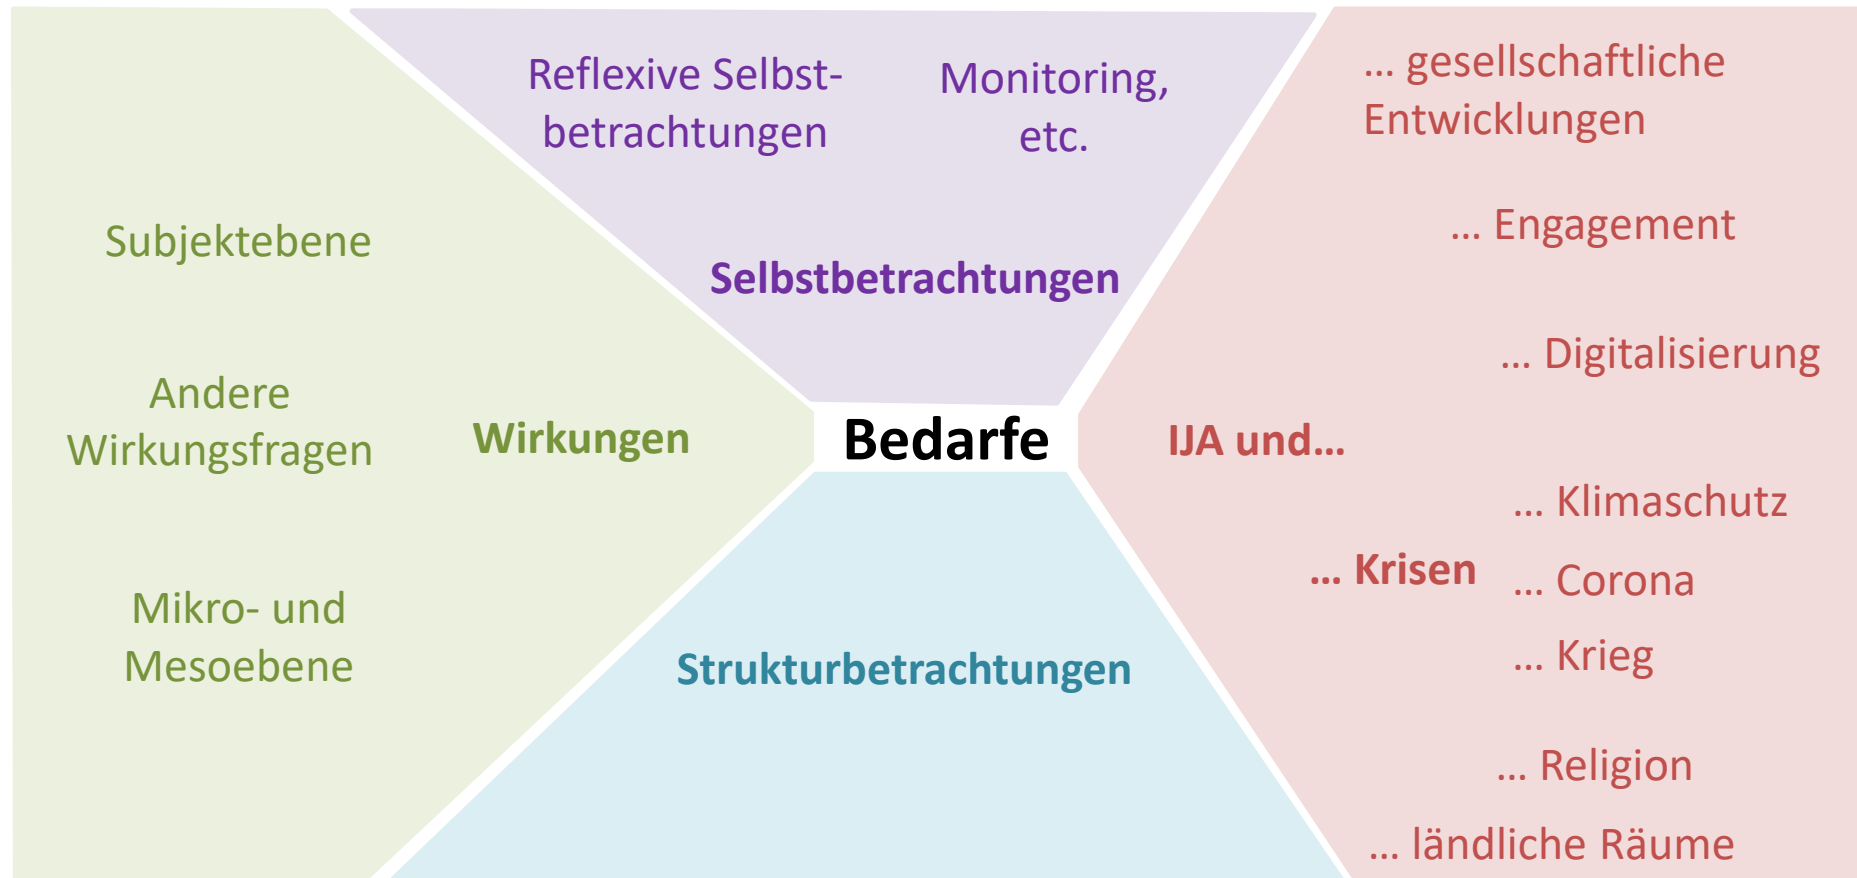 Reflexive Selbst-
betrachtungen
Monitoring,
etc.
Selbstbetrachtungen
Subjektebene
Andere
Wirkungsfragen
Wirkungen
Mikro- und
Mesoebene
Bedarfe
Strukturbetrachtungen
... gesellschaftliche
Entwicklungen
... Engagement
... Digitalisierung
IJA und...
... Klimaschutz
... Krisen
... Corona
... Krieg
... Religion
... ländliche Räume